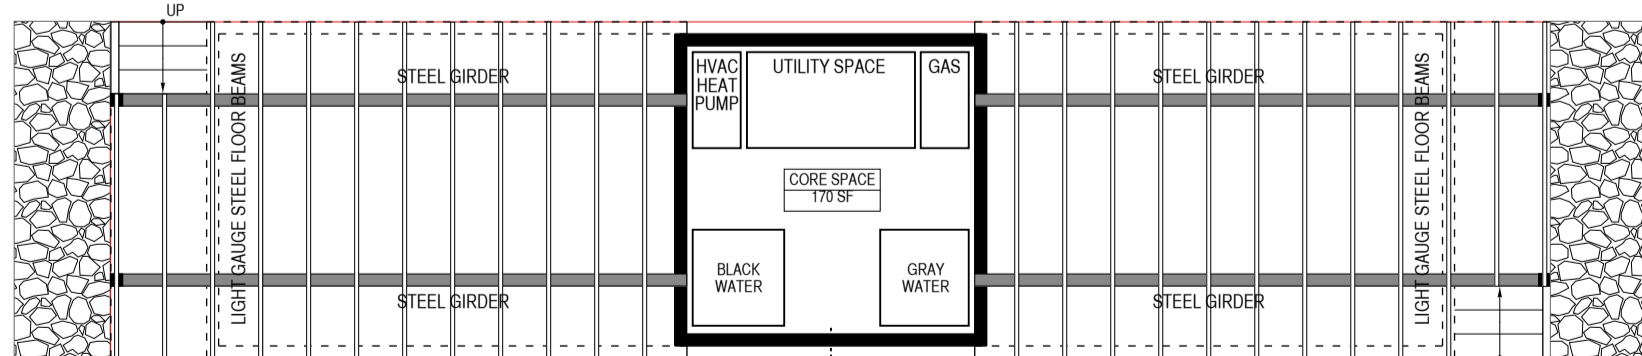 UP
LIGHT GAUGE STEEL FLOOR BEAMS
STEEL GIRDER
STEEL GIRDER
HVAC
HEAT
PUMP
UTILITY SPACE
GAS
CORE SPACE
170 SF
BLACK
WATER
GRAY
WATER
STEEL GIRDER
STEEL GIRDER
LIGHT GAUGE STEEL FLOOR BEAMS